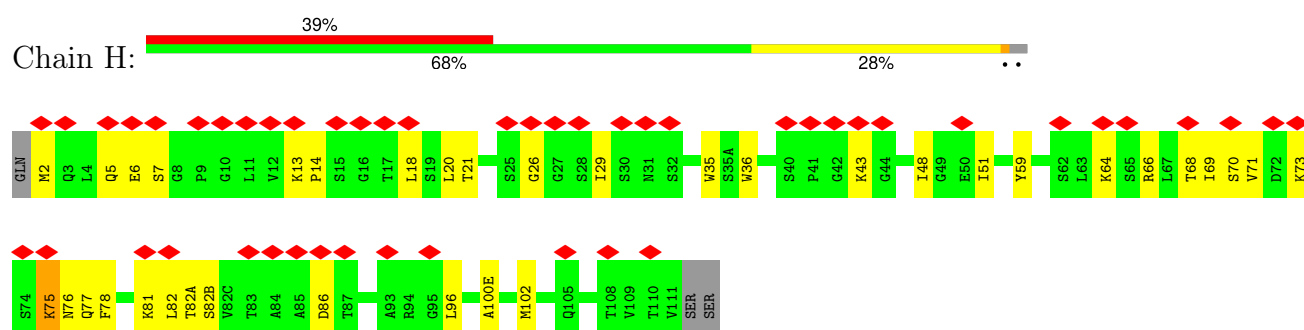 39%
Chain H:
68% 28% • •
GLN M2 Q3 L4 Q5 E6 S7 G8 P9 G10 L11 V12 K13 P14 S15 G16 T17 L18 S19 L20 T21 S25 G26 G27 S28 I29 S30 N31 S32 W35 S35A W36 S40 P41 G42 K43 G44 I48 G49 E50 I51 Y59 S62 L63 K64 S65 R66 L67 T68 I69 S70 V71 D72 K73
S74 K75 N76 Q77 F78 K81 L82 T82A S82B V82C T83 A84 A85 D86 T87 A93 R94 G95 L96 A100E M102 Q105 T108 V109 T110 V111 SER SER